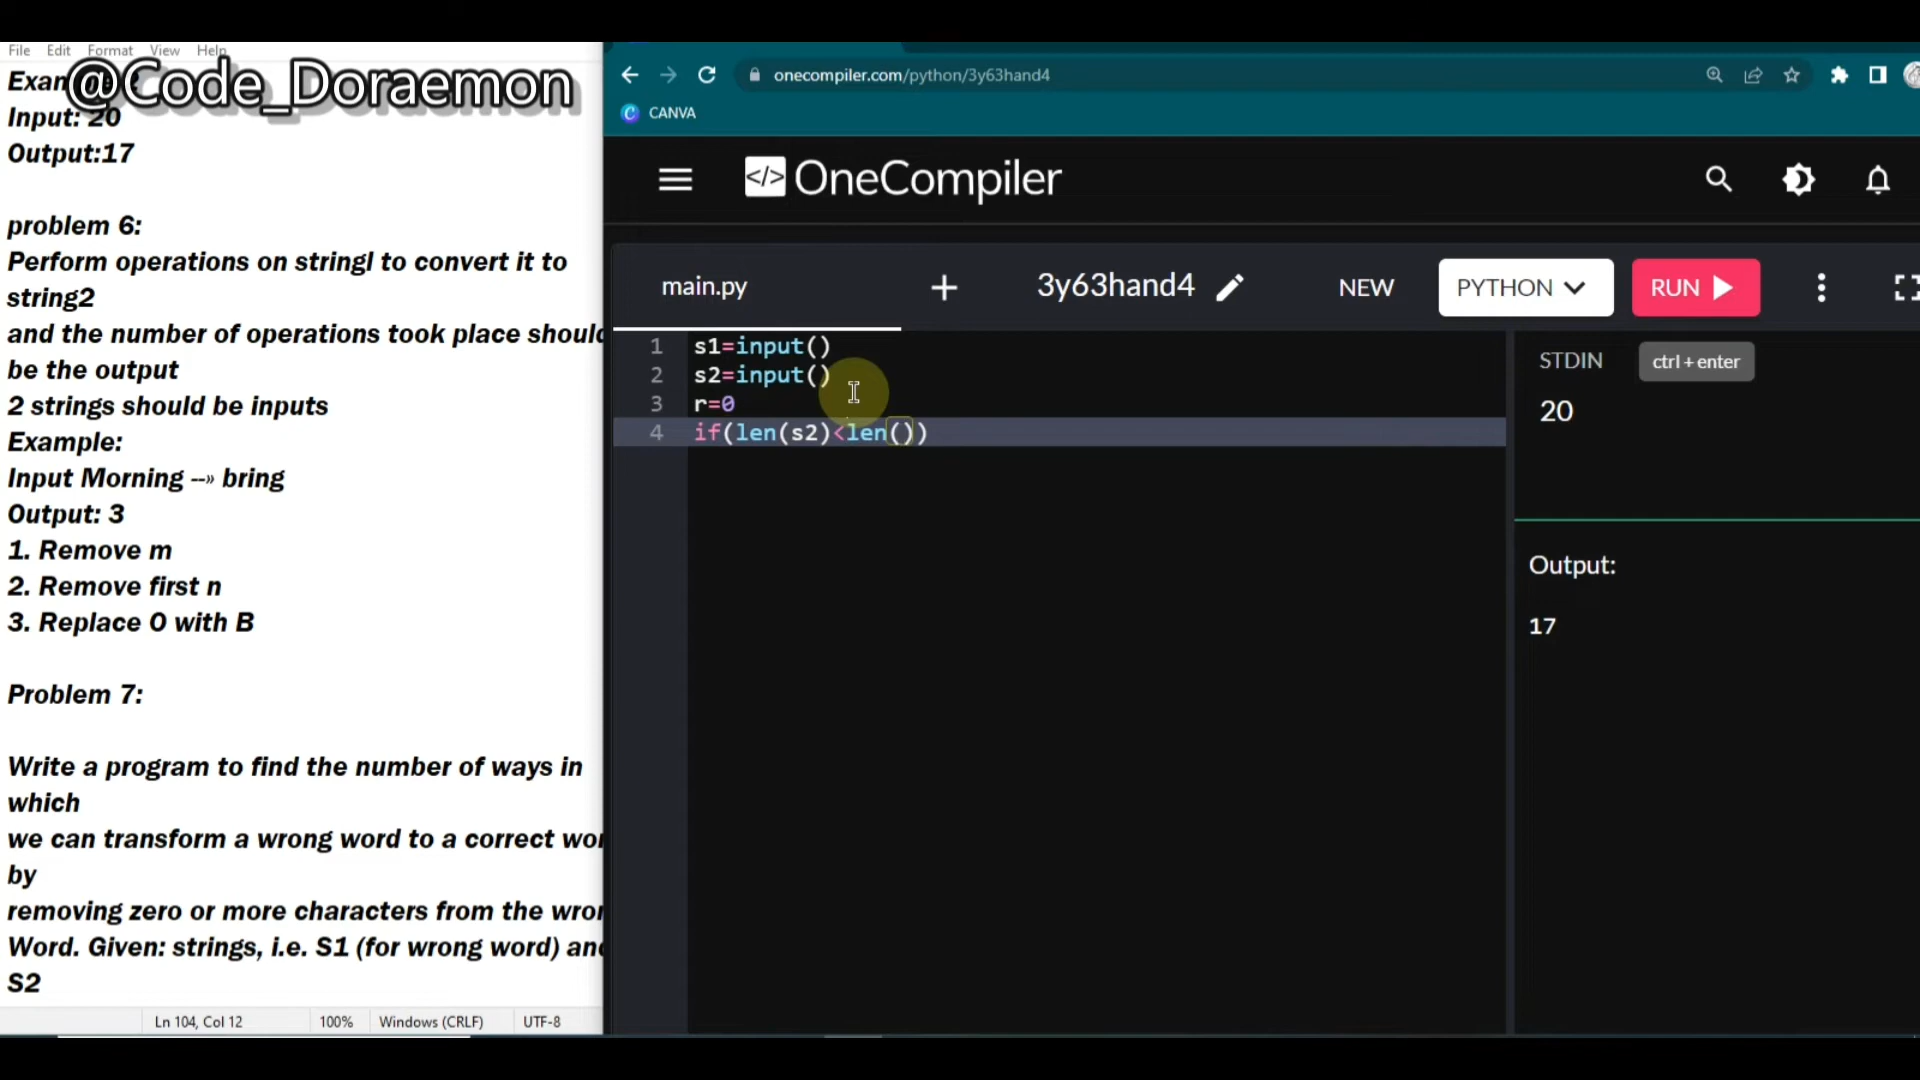 File Edit Format View Help
@Code_Doraemon
Input: 20
Output:17
problem 6:
Perform operations on stringl to convert it to
string2
and the number of operations took place should
be the output
2 strings should be inputs
Example:
Input Morning --» bring
Output: 3
1. Remove m
2. Remove first n
3. Replace O with B
Problem 7:
Write a program to find the number of ways in
which
we can transform a wrong word to a correct wor
by
removing zero or more characters from the wron
Word. Given: strings, i.e. S1 (for wrong word) and
S2
Ln 104, Col 12 100% Windows (CRLF) UTF-8
onecompiler.com/python/3y63hand4
CANVA
</> OneCompiler
main.py + 3y63hand4 NEW PYTHON RUN
1 s1=input()
2 s2=input()
3 r=0
4 if(len(s2)<len())
STDIN ctrl+enter
20
Output:
17